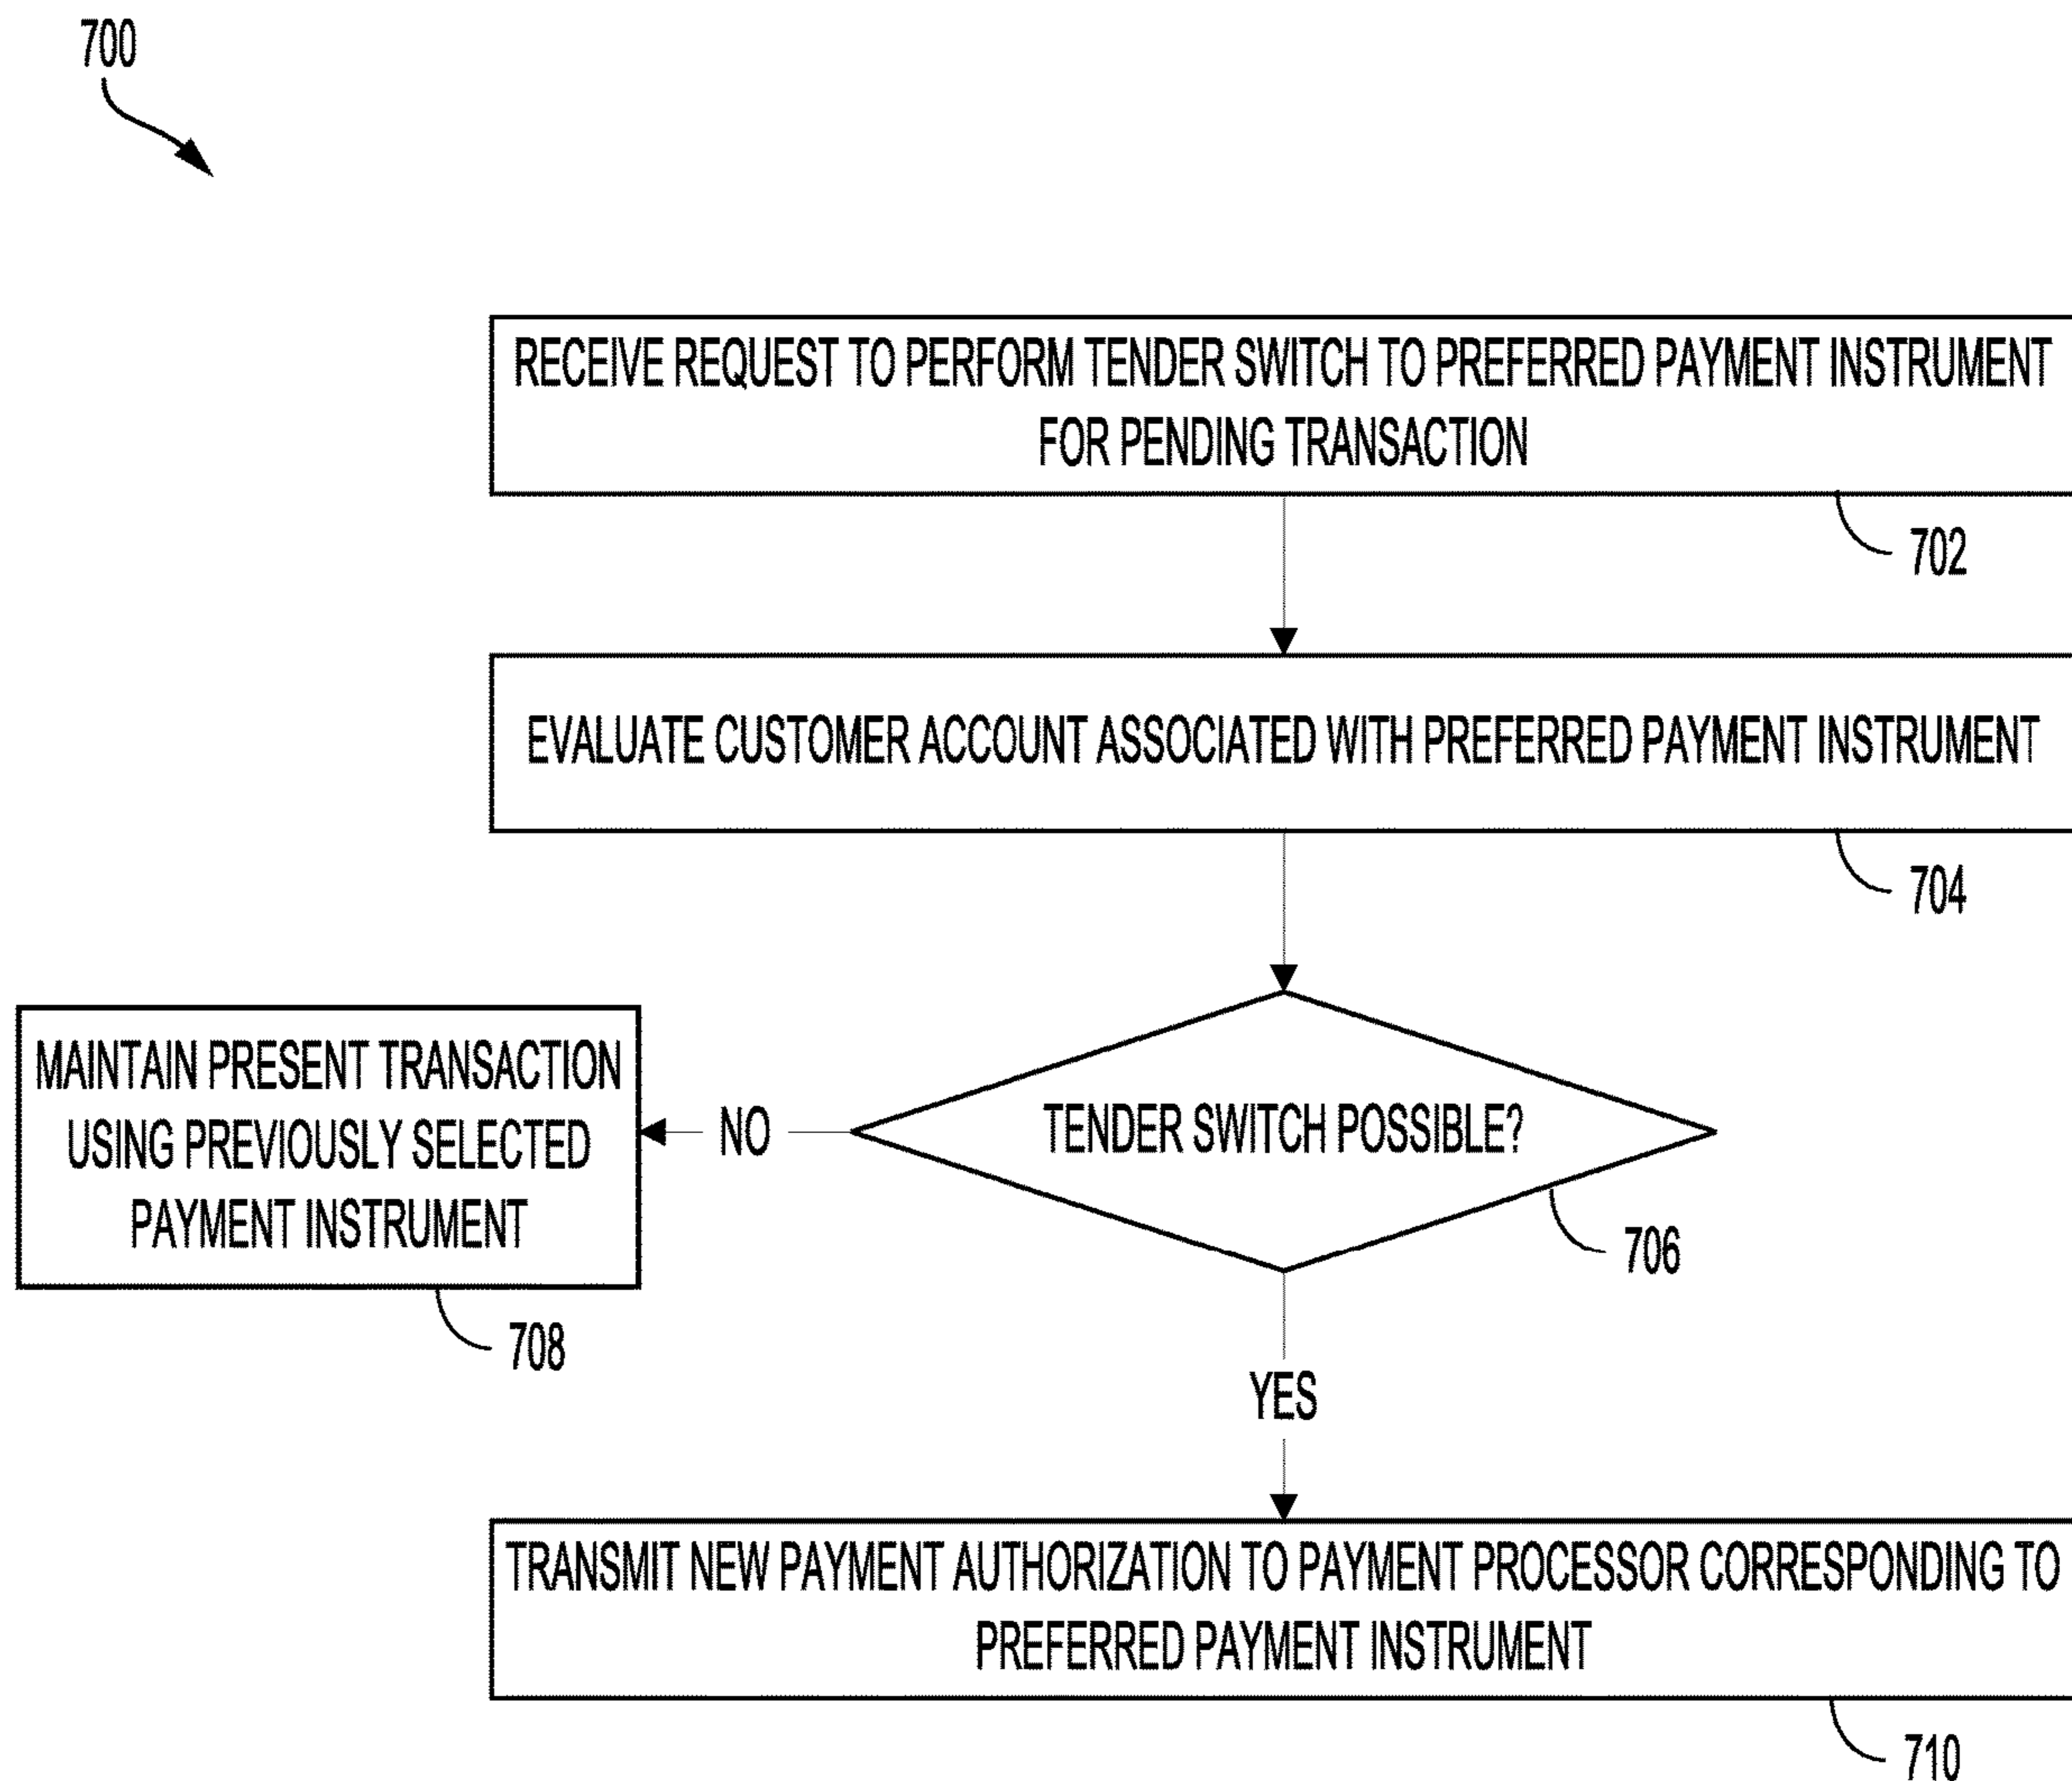 700
RECEIVE REQUEST TO PERFORM TENDER SWITCH TO PREFERRED PAYMENT INSTRUMENT
FOR PENDING TRANSACTION
702
EVALUATE CUSTOMER ACCOUNT ASSOCIATED WITH PREFERRED PAYMENT INSTRUMENT
704
MAINTAIN PRESENT TRANSACTION
USING PREVIOUSLY SELECTED
PAYMENT INSTRUMENT
708
NO
TENDER SWITCH POSSIBLE?
706
YES
TRANSMIT NEW PAYMENT AUTHORIZATION TO PAYMENT PROCESSOR CORRESPONDING TO
PREFERRED PAYMENT INSTRUMENT
710